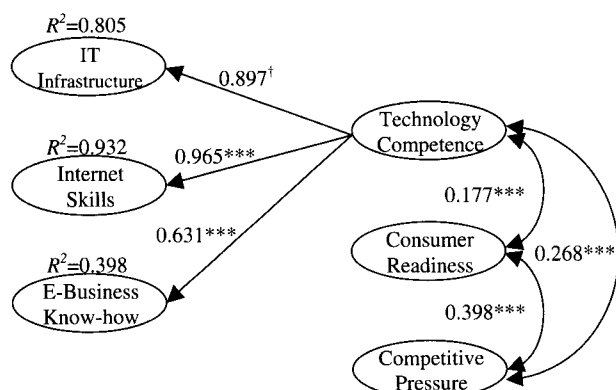 R²=0.805
IT
Infrastructure
0.897†
R²=0.932
Internet
Skills
0.965***
0.631***
R²=0.398
E-Business
Know-how
Technology
Competence
0.177***
Consumer
Readiness
0.268***
0.398***
Competitive
Pressure